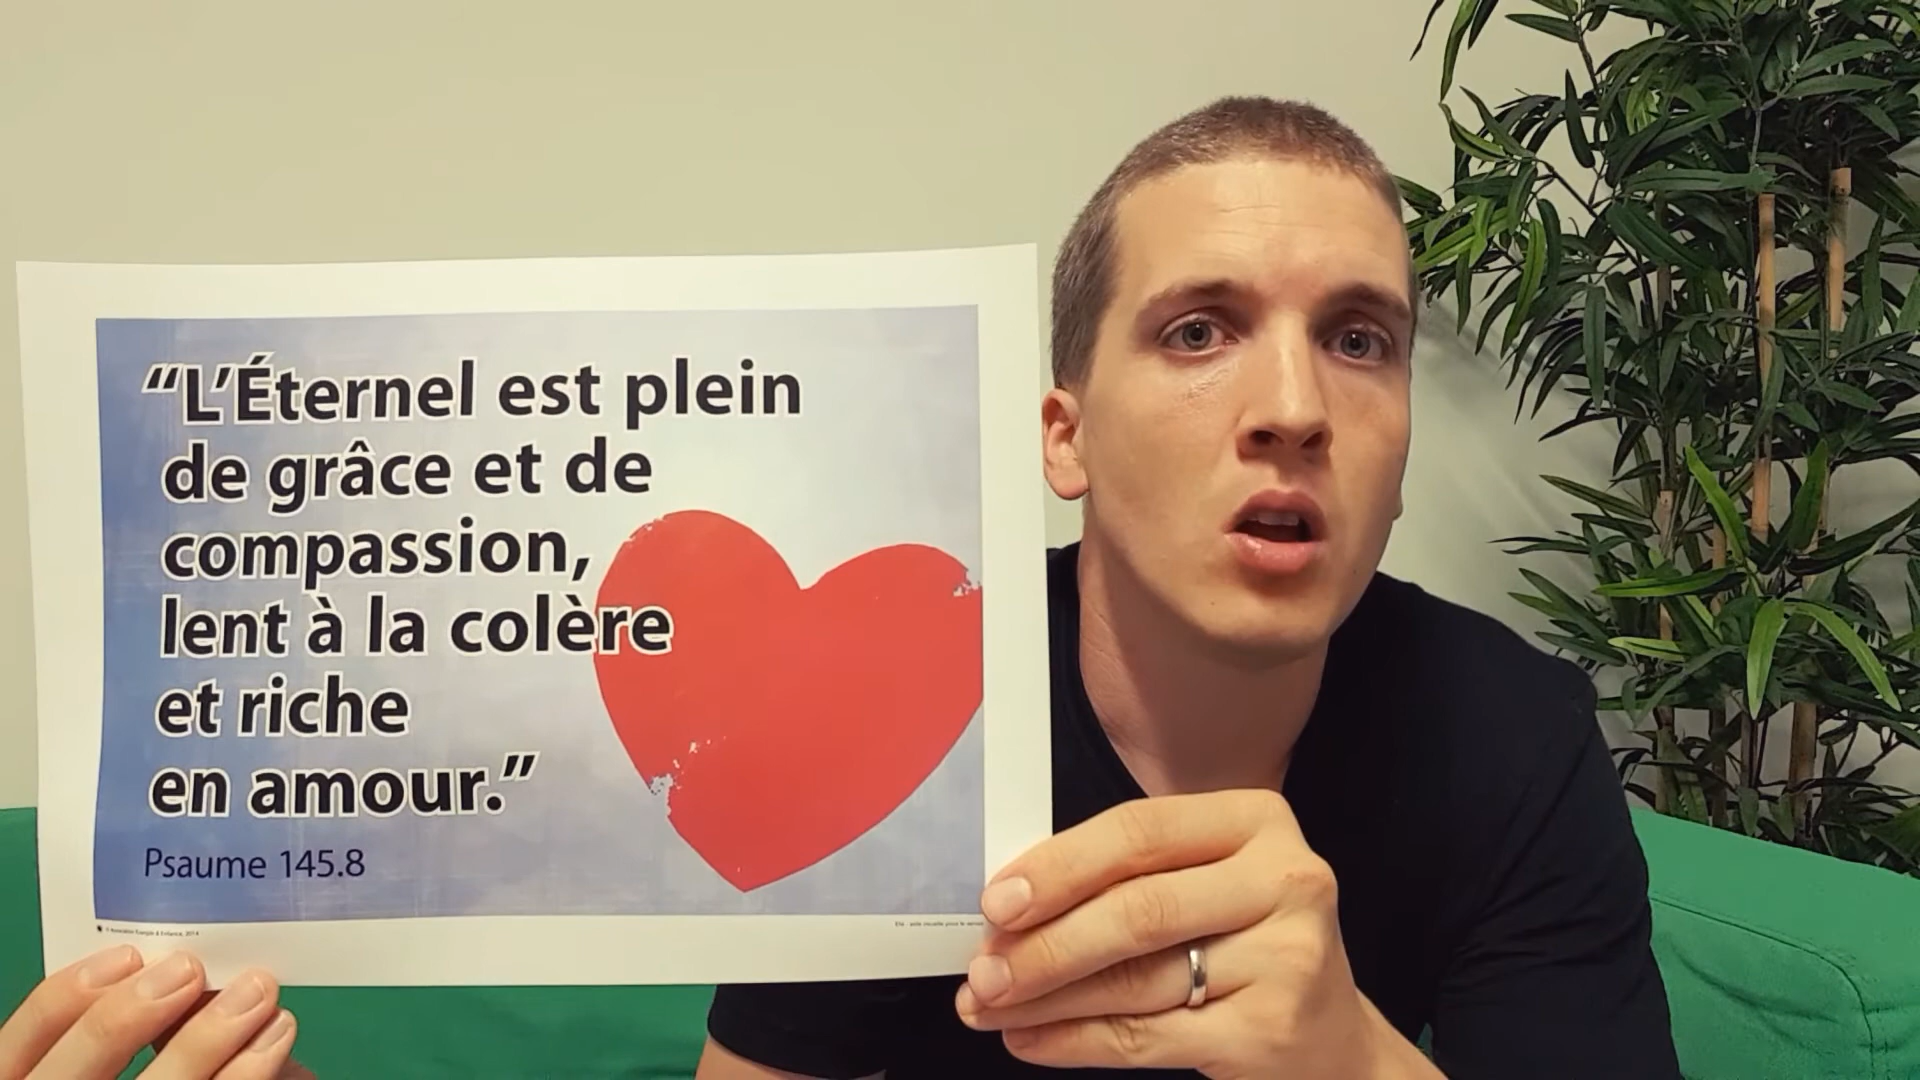 “L’Éternel est plein
de grâce et de
compassion,
lent à la colère
et riche
en amour.”
Psaume 145.8